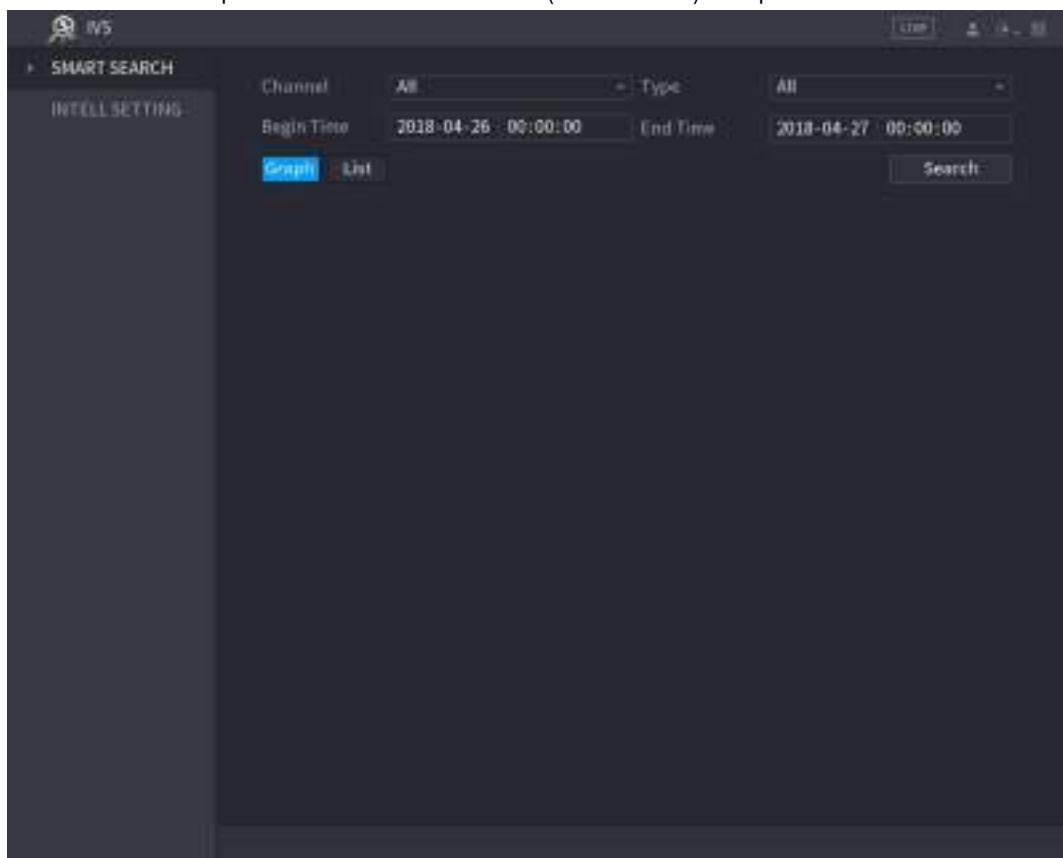 IVS
LIVE
SMART SEARCH
INTELL SETTING
Channel All Type All
Begin Time 2018-04-26 00:00:00 End Time 2018-04-27 00:00:00
Graph List Search